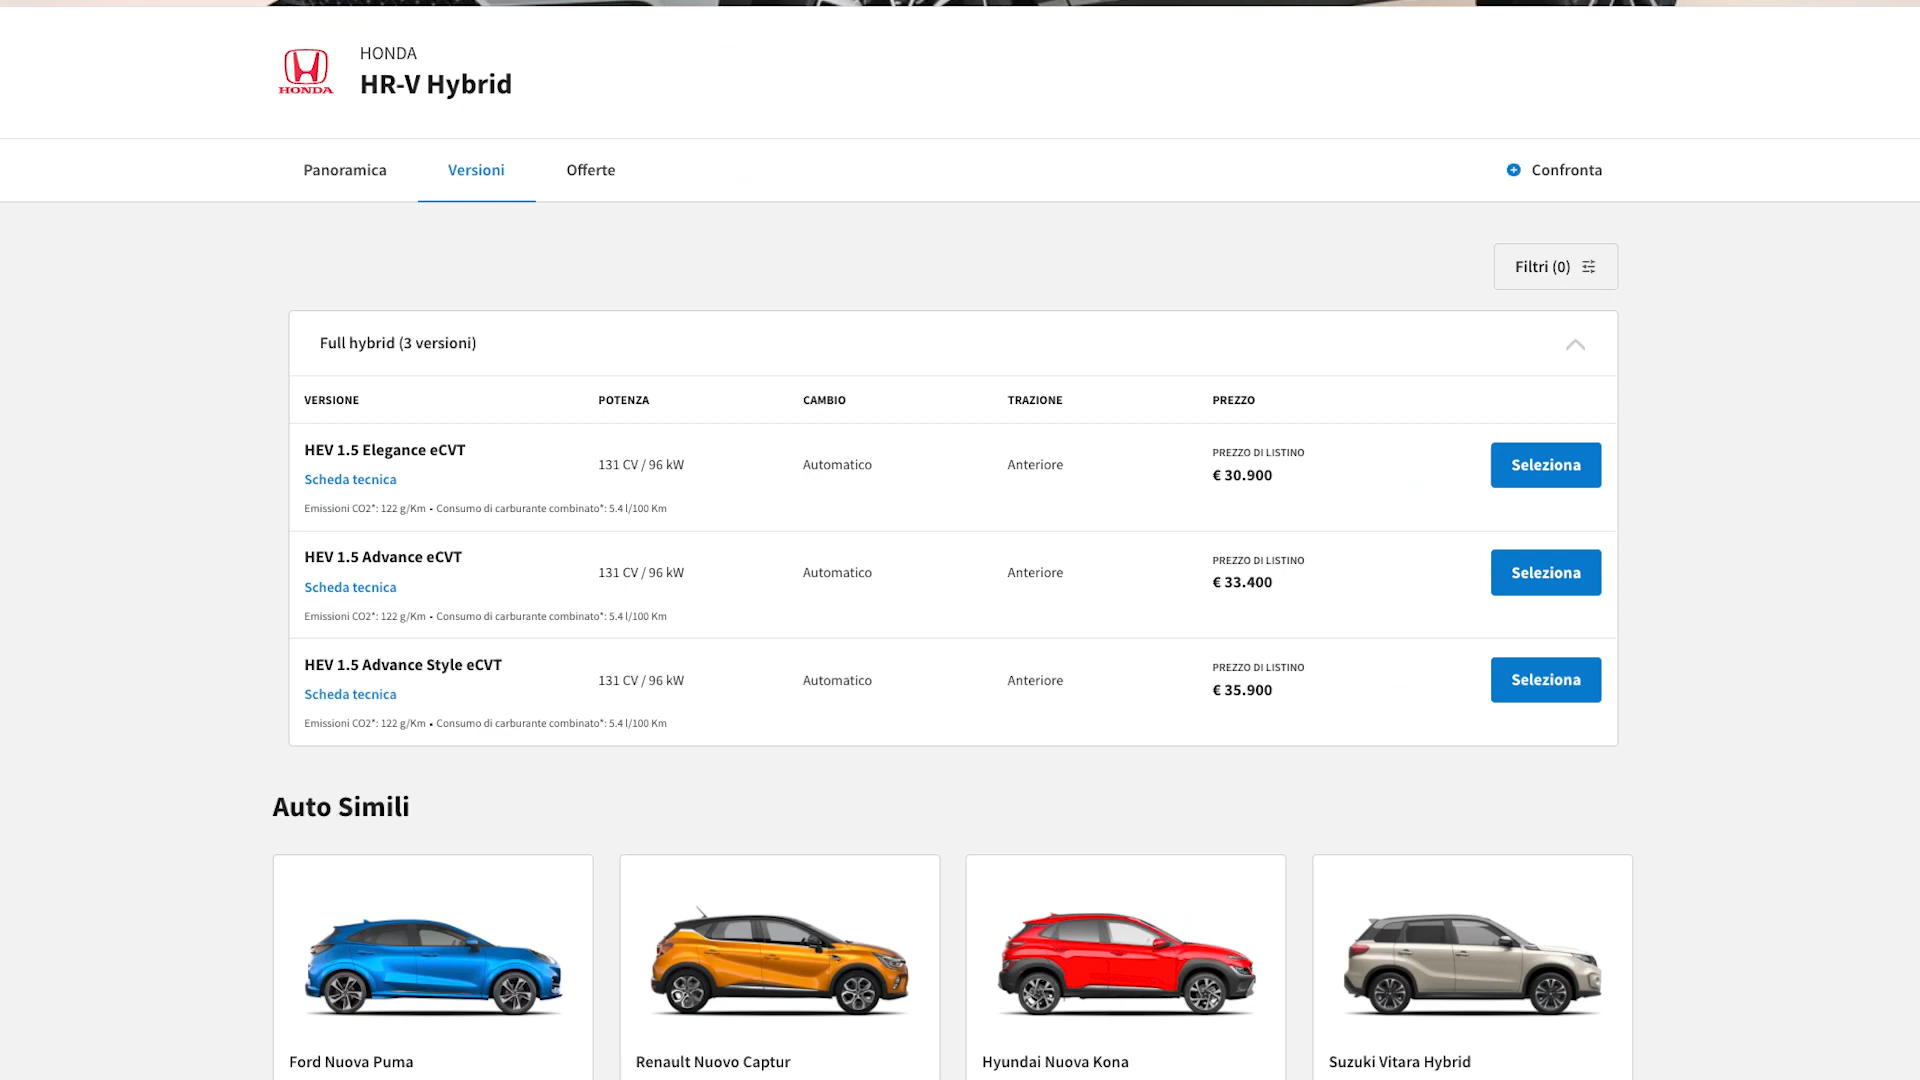 HONDA
HONDA
HR-V Hybrid
Panoramica
Versioni
Offerte
Confronta
Filtri (0)
Full hybrid (3 versioni)
VERSIONE
POTENZA
CAMBIO
TRAZIONE
PREZZO
HEV 1.5 Elegance eCVT
Scheda tecnica
131 CV / 96 kW
Automatico
Anteriore
PREZZO DI LISTINO
€ 30.900
Seleziona
Emissioni CO2*: 122 g/Km • Consumo di carburante combinato*: 5.4 l/100 Km
HEV 1.5 Advance eCVT
Scheda tecnica
131 CV / 96 kW
Automatico
Anteriore
PREZZO DI LISTINO
€ 33.400
Seleziona
Emissioni CO2*: 122 g/Km • Consumo di carburante combinato*: 5.4 l/100 Km
HEV 1.5 Advance Style eCVT
Scheda tecnica
131 CV / 96 kW
Automatico
Anteriore
PREZZO DI LISTINO
€ 35.900
Seleziona
Emissioni CO2*: 122 g/Km • Consumo di carburante combinato*: 5.4 l/100 Km
Auto Simili
Ford Nuova Puma
Renault Nuovo Captur
Hyundai Nuova Kona
Suzuki Vitara Hybrid